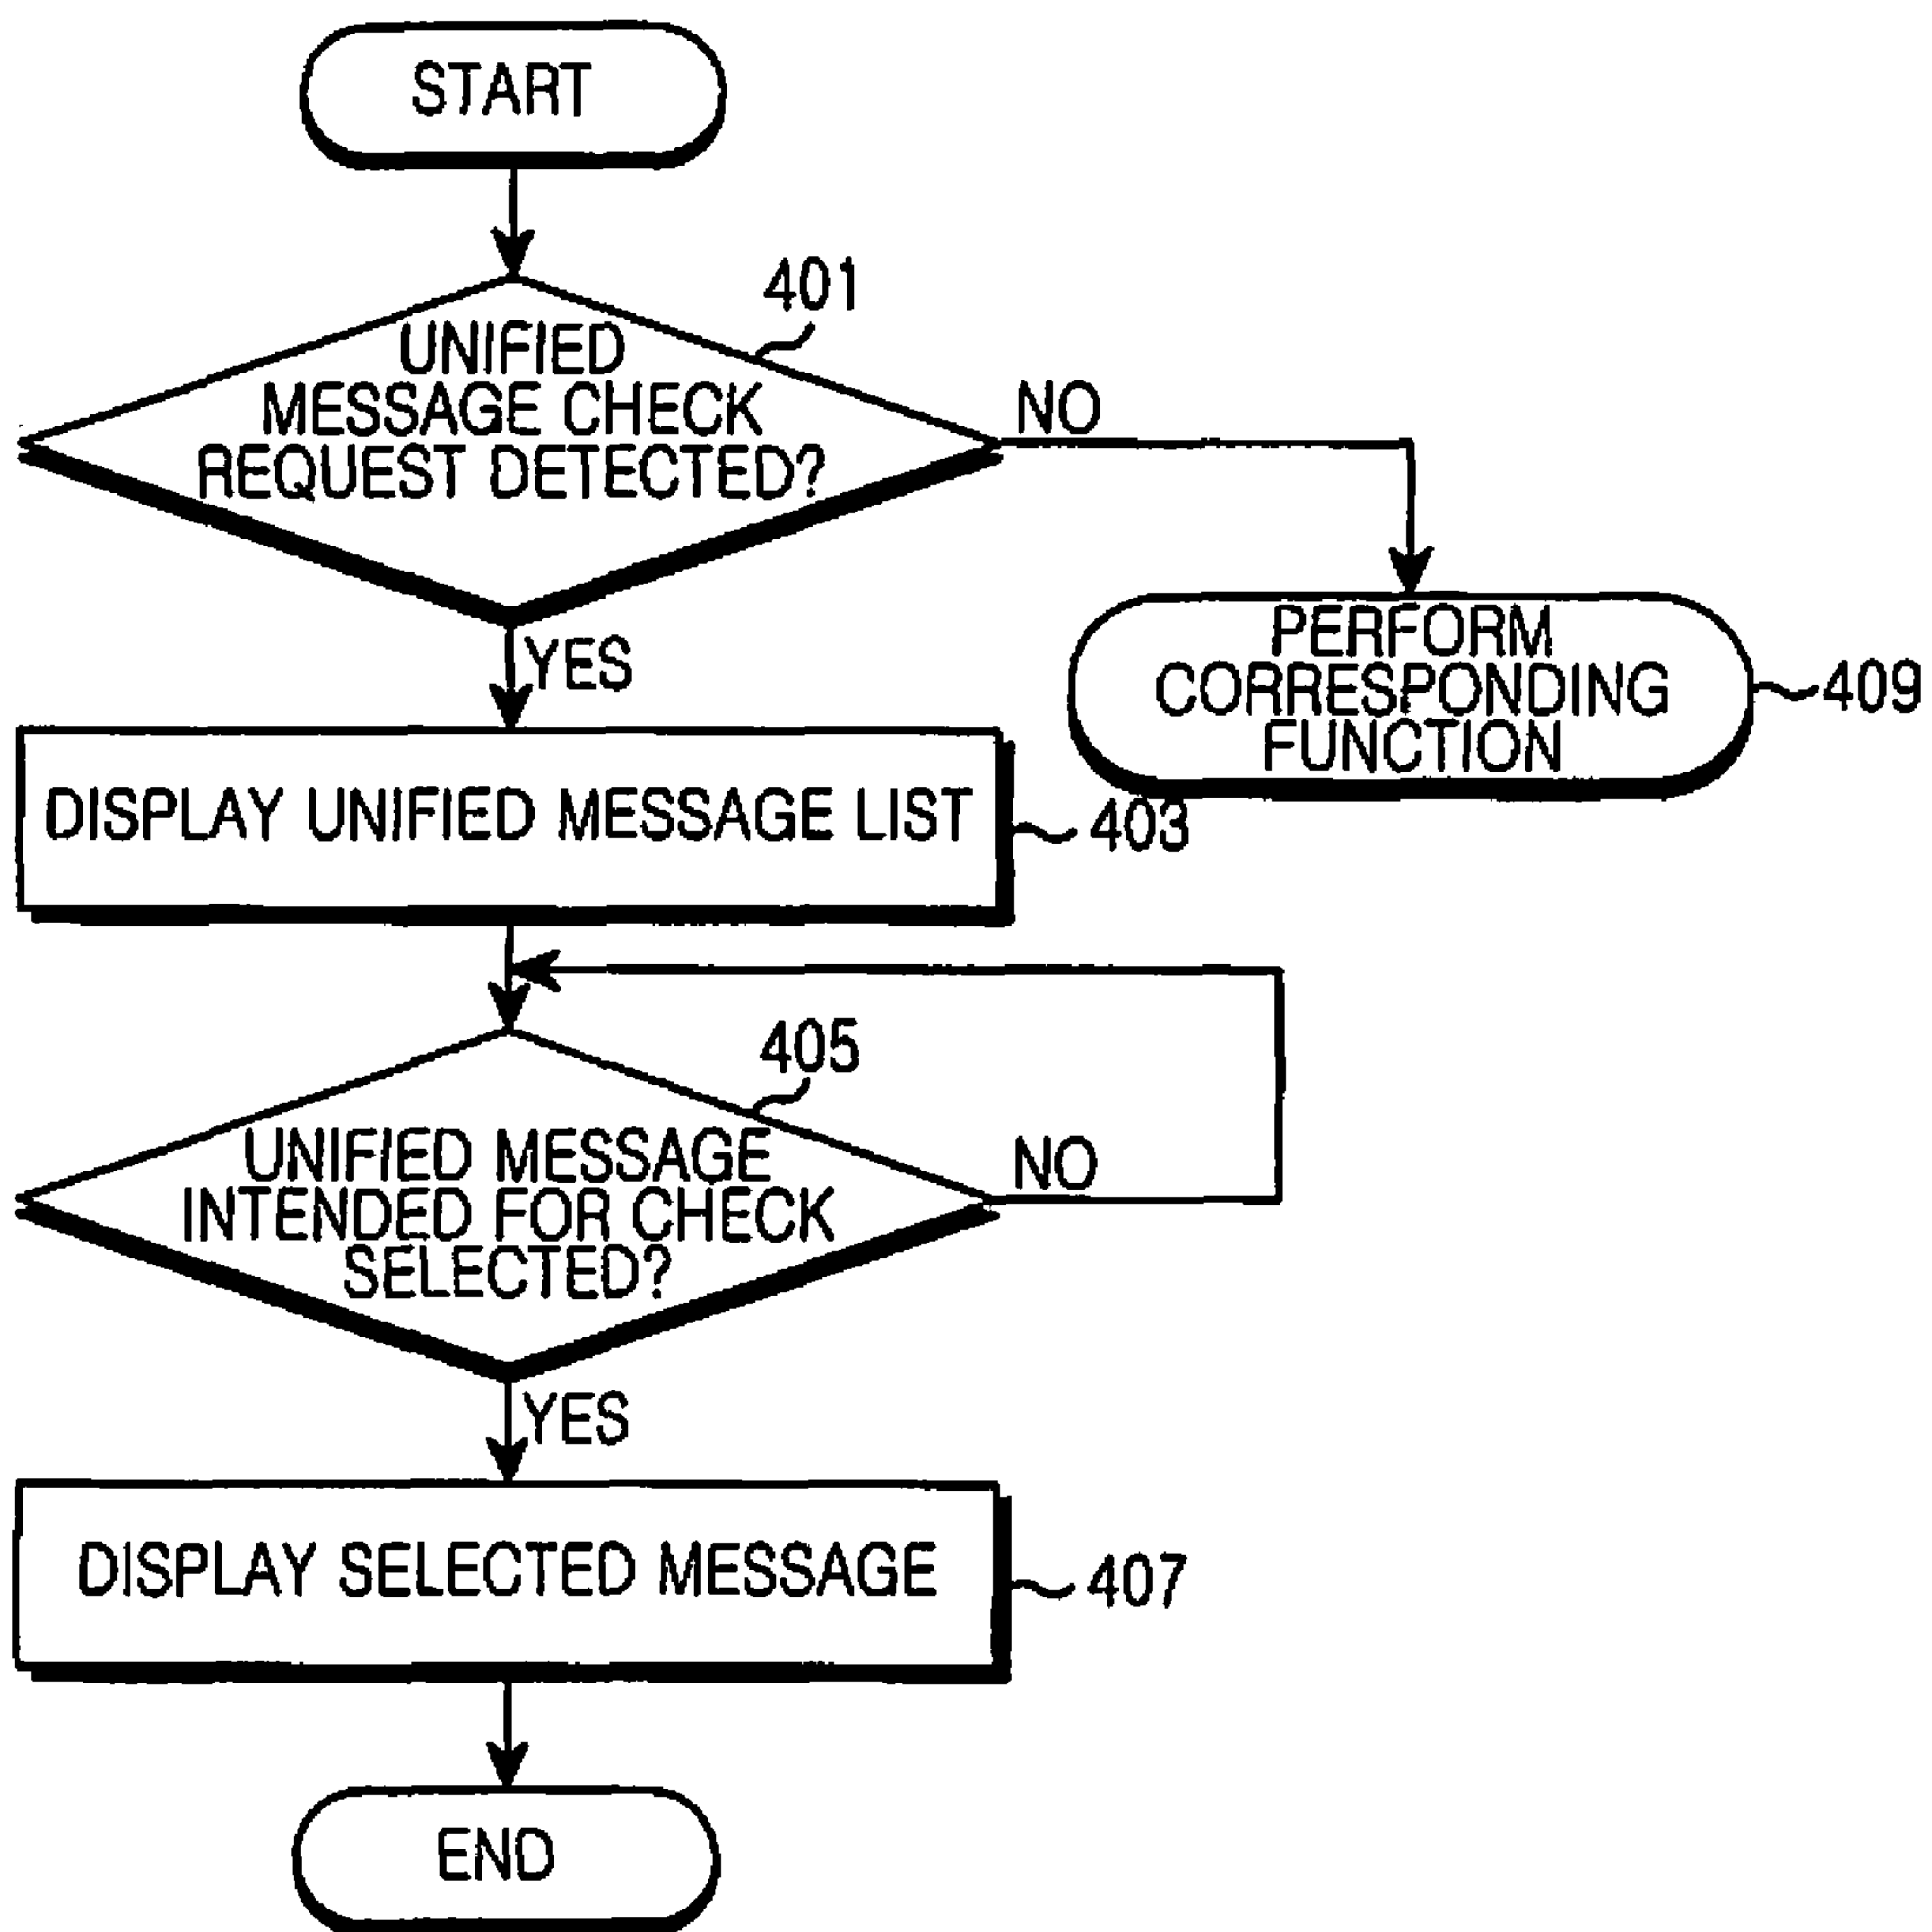 START
401
UNIFIED
MESSAGE CHECK
REQUEST DETECTED?
NO
YES
PERFORM
CORRESPONDING
FUNCTION
409
DISPLAY UNIFIED MESSAGE LIST
403
405
UNIFIED MESSAGE
INTENDED FOR CHECK
SELECTED?
NO
YES
DISPLAY SELECTED MESSAGE
407
END